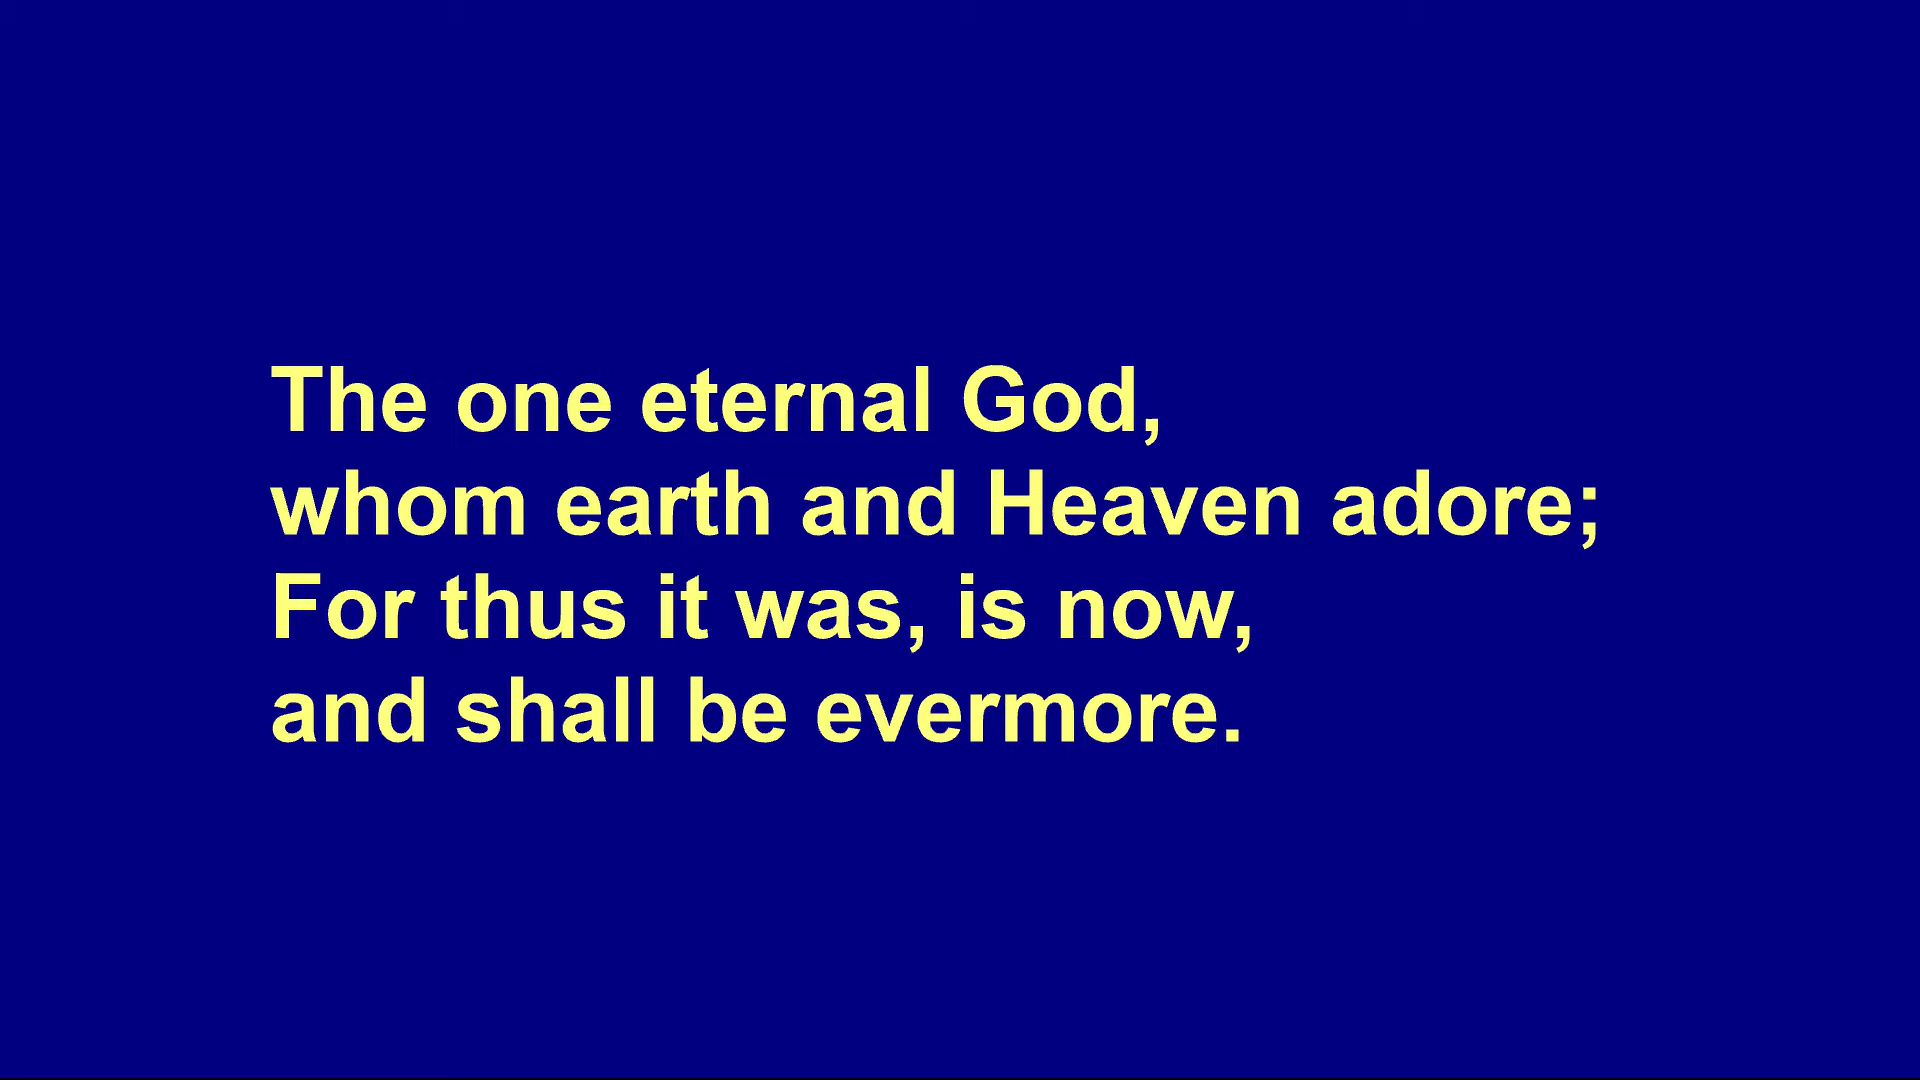 The one eternal God,
whom earth and Heaven adore;
For thus it was, is now,
and shall be evermore.